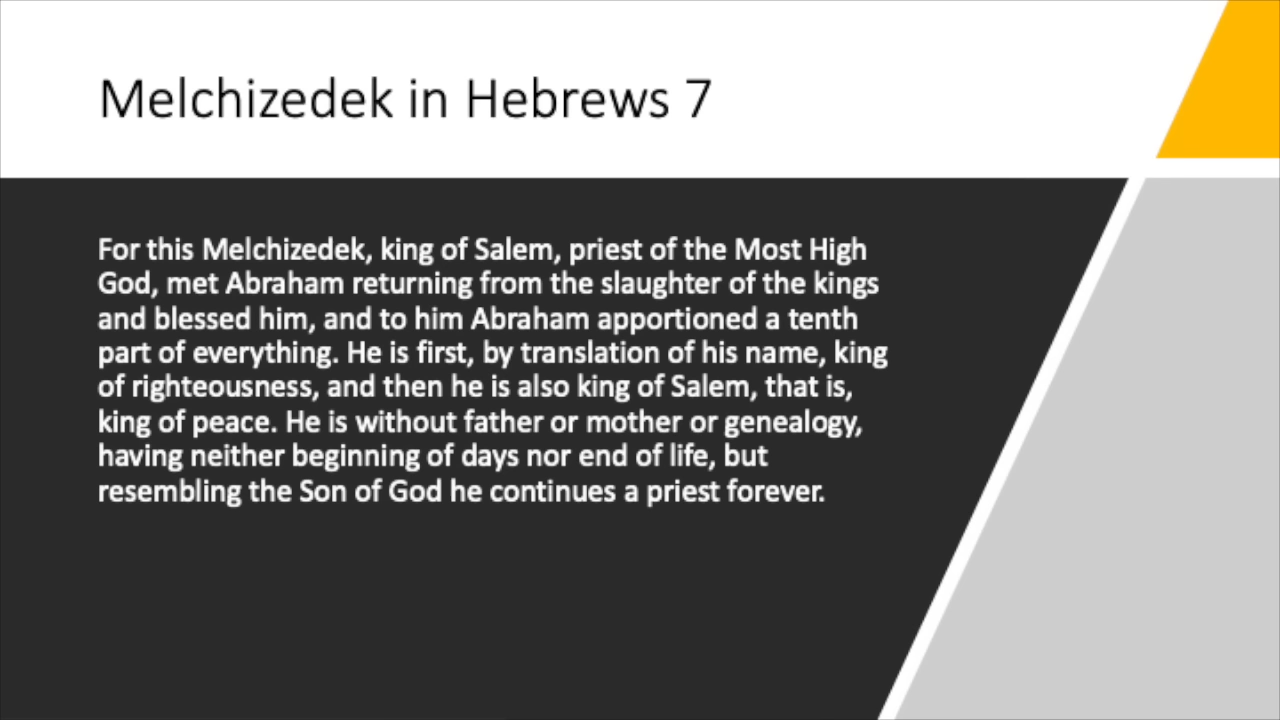 Melchizedek in Hebrews 7
For this Melchizedek, king of Salem, priest of the Most High
God, met Abraham returning from the slaughter of the kings
and blessed him, and to him Abraham apportioned a tenth
part of everything. He is first, by translation of his name, king
of righteousness, and then he is also king of Salem, that is,
king of peace. He is without father or mother or genealogy,
having neither beginning of days nor end of life, but
resembling the Son of God he continues a priest forever.